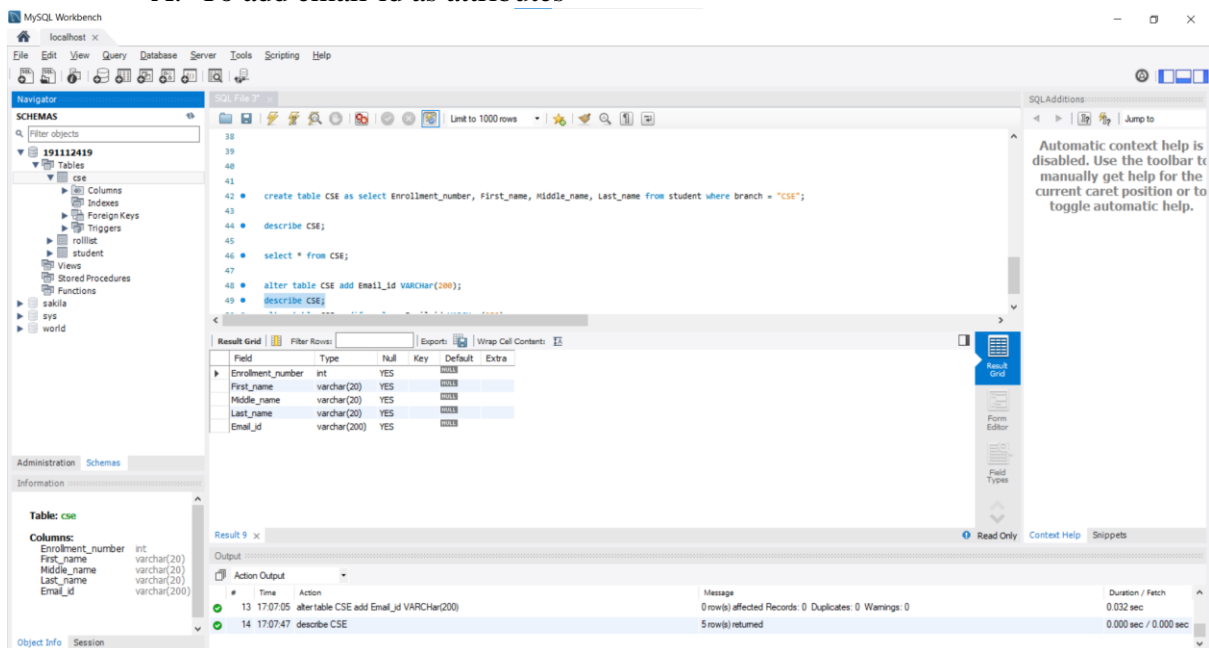 A. To add email-id as attributes
MySQL Workbench
localhost ×
File Edit View Query Database Server Tools Scripting Help
Navigator
SCHEMAS
Filter objects
191112419
Tables
cse
Columns
Indexes
Foreign Keys
Triggers
rolllist
student
Views
Stored Procedures
Functions
sakila
sys
world
Administration Schemas
Information
Table: cse
Columns:
Enrollment_number int
First_name varchar(20)
Middle_name varchar(20)
Last_name varchar(20)
Email_id varchar(200)
Object Info Session
SQL File 3* ×
Limit to 1000 rows
38
39
40
41
42 create table CSE as select Enrollment_number, First_name, Middle_name, Last_name from student where branch = "CSE";
43
44 describe CSE;
45
46 select * from CSE;
47
48 alter table CSE add Email_id VARCHar(200);
49 describe CSE;
Result Grid Filter Rows: Export: Wrap Cell Content:
Field Type Null Key Default Extra
Enrollment_number int YES NULL
First_name varchar(20) YES NULL
Middle_name varchar(20) YES NULL
Last_name varchar(20) YES NULL
Email_id varchar(200) YES NULL
Result Grid
Form Editor
Field Types
Result 9 × Read Only
Output
Action Output
# Time Action Message Duration / Fetch
13 17:07:05 alter table CSE add Email_id VARCHar(200) 0 row(s) affected Records: 0 Duplicates: 0 Warnings: 0 0.032 sec
14 17:07:47 describe CSE 5 row(s) returned 0.000 sec / 0.000 sec
SQLAdditions
Jump to
Automatic context help is
disabled. Use the toolbar to
manually get help for the
current caret position or to
toggle automatic help.
Context Help Snippets